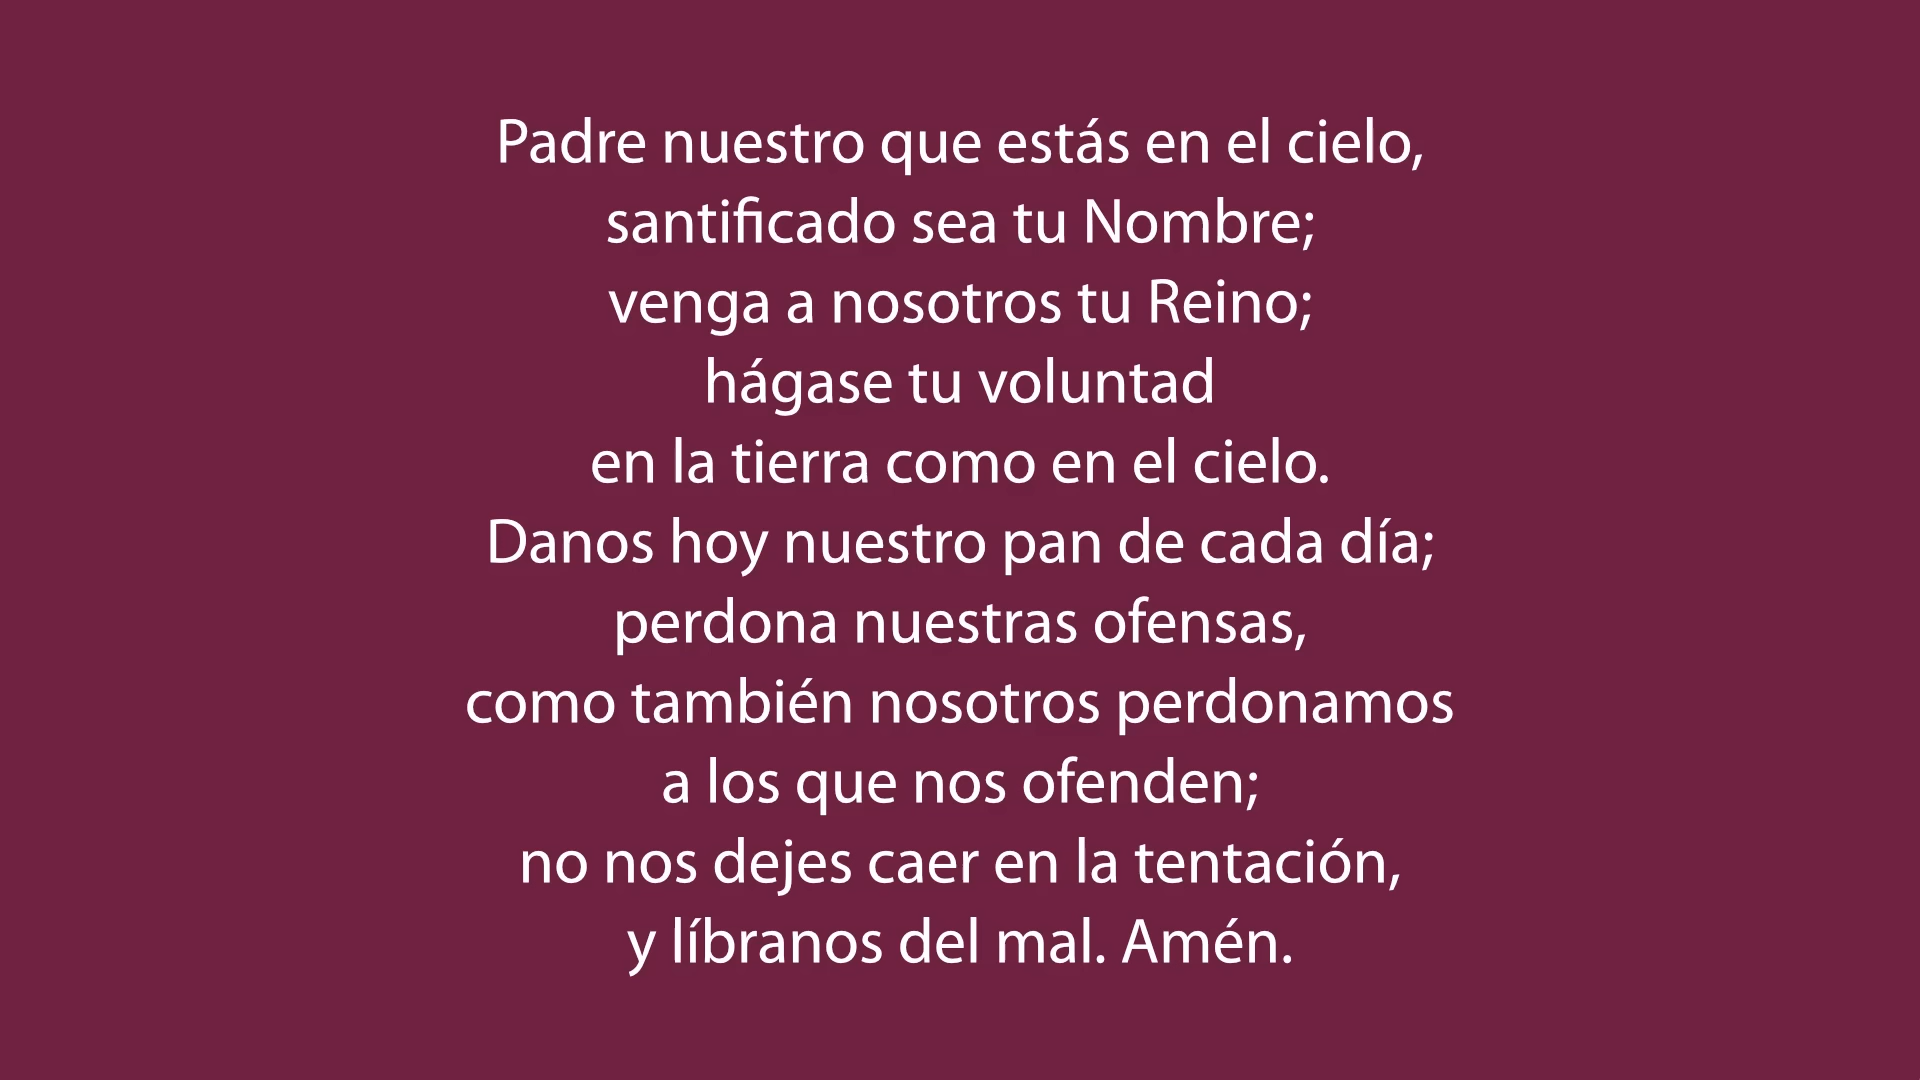 Padre nuestro que estás en el cielo,
santificado sea tu Nombre;
venga a nosotros tu Reino;
hágase tu voluntad
en la tierra como en el cielo.
Danos hoy nuestro pan de cada día;
perdona nuestras ofensas,
como también nosotros perdonamos
a los que nos ofenden;
no nos dejes caer en la tentación,
y líbranos del mal. Amén.